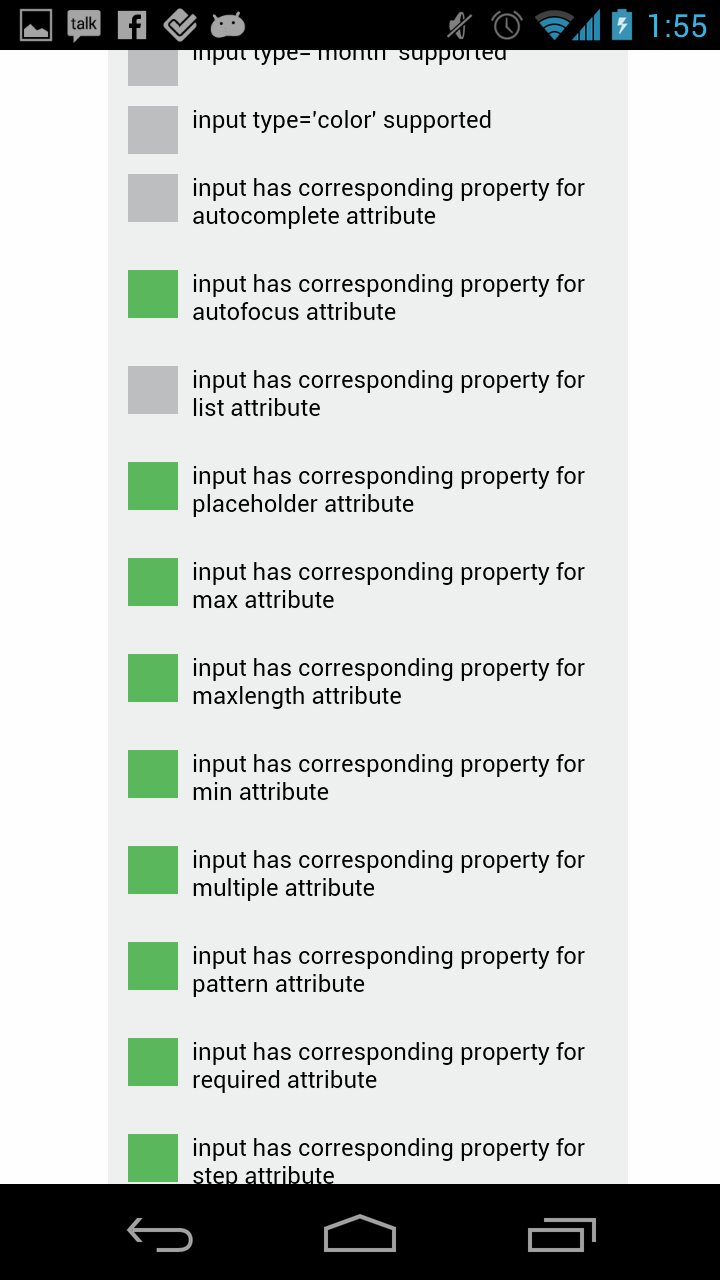 talk
1:55
input type='month' supported
input type='color' supported
input has corresponding property for
autocomplete attribute
input has corresponding property for
autofocus attribute
input has corresponding property for
list attribute
input has corresponding property for
placeholder attribute
input has corresponding property for
max attribute
input has corresponding property for
maxlength attribute
input has corresponding property for
min attribute
input has corresponding property for
multiple attribute
input has corresponding property for
pattern attribute
input has corresponding property for
required attribute
input has corresponding property for
step attribute